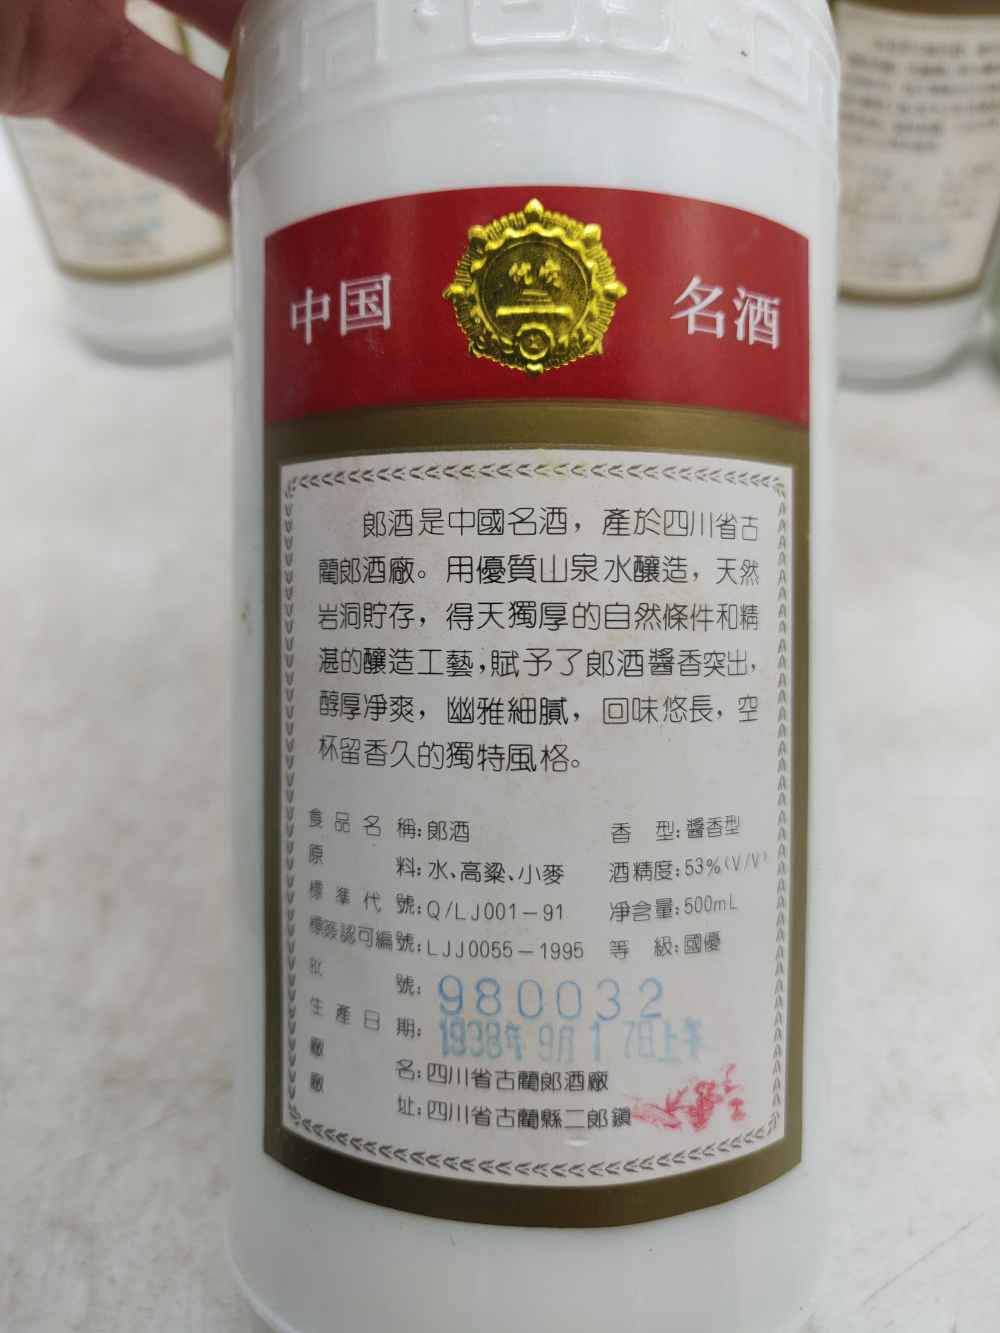 中国
名酒
郎酒是中國名酒，產於四川省古
藺郎酒廠。用優質山泉水釀造，天然
岩洞貯存，得天獨厚的自然條件和精
湛的釀造工藝，賦予了郎酒醬香突出，
醇厚凈爽，幽雅細膩，回味悠長，空
杯留香久的獨特風格。
食品名稱：郎酒 香型：醬香型
原料：水、高粱、小麥 酒精度：53%(V/V)
標準代號：Q/LJ001－91 凈含量：500mL
標簽認可編號：LJJ0055－1995 等級：國優
批號：980032
生產日期：1998年9月17日上
廠名：四川省古藺郎酒廠
廠址：四川省古藺縣二郎鎮